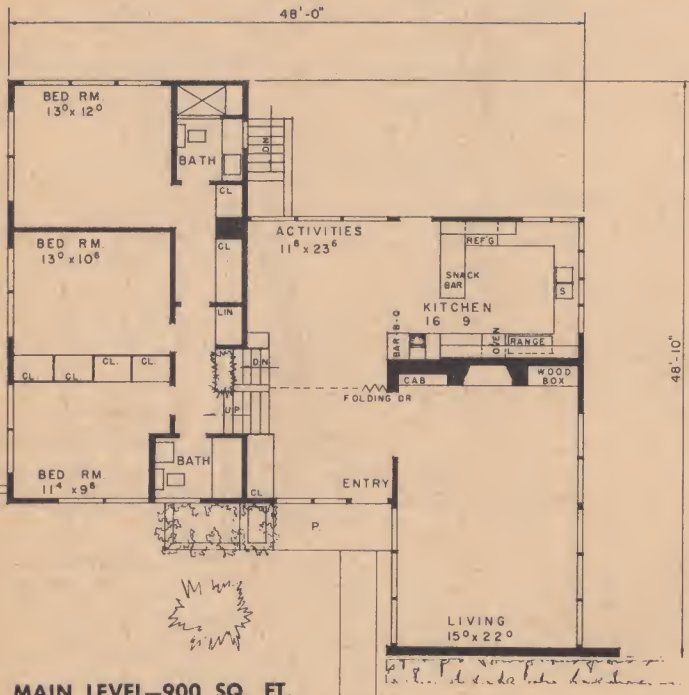 48'-0"
BED RM.
13⁰ x 12⁰
BATH
DN
CL
ACTIVITIES
11⁸ x 23⁶
REF'G
BED RM
13⁰ x 10⁸
CL
SNACK
BAR
S
KITCHEN
16 9
LIN
BAR-B-Q
OVEN
RANGE
DN
CL.
CL.
CL.
CL.
CAB
WOOD
BOX
FOLDING DR
48'-10"
UP
BATH
BED RM
11⁴ x 9⁸
CL
ENTRY
P.
LIVING
15⁰ x 22⁰
MAIN LEVEL—900 SQ. FT.